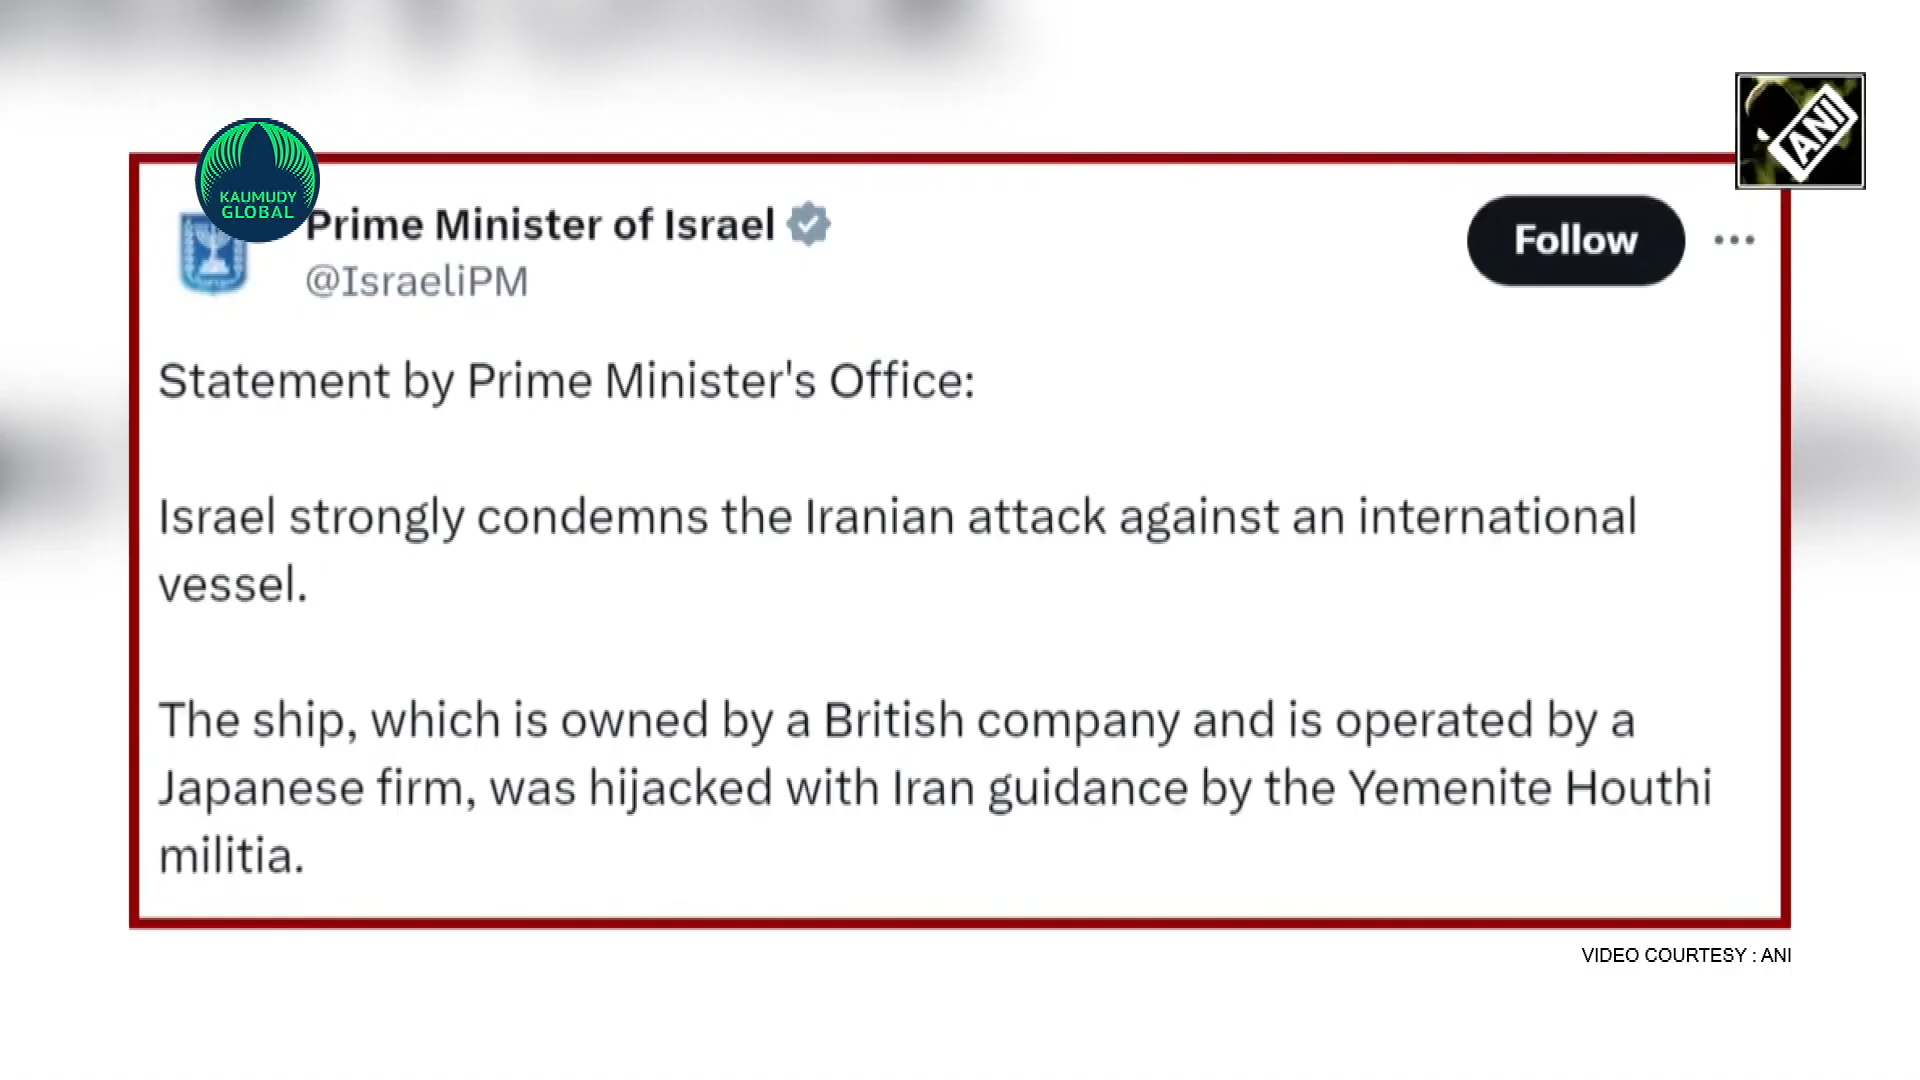 KAUMUDY
GLOBAL
ANI
Prime Minister of Israel
@IsraeliPM
Follow
Statement by Prime Minister's Office:
Israel strongly condemns the Iranian attack against an international
vessel.
The ship, which is owned by a British company and is operated by a
Japanese firm, was hijacked with Iran guidance by the Yemenite Houthi
militia.
VIDEO COURTESY : ANI